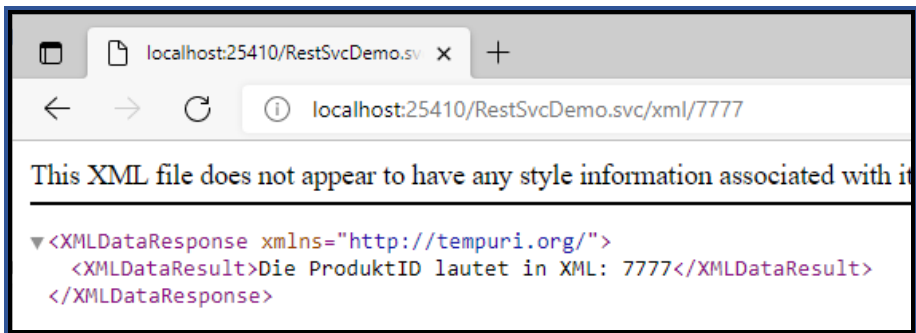 localhost:25410/RestSvcDemo.sv
localhost:25410/RestSvcDemo.svc/xml/7777
This XML file does not appear to have any style information associated with it
<XMLDataResponse xmlns="http://tempuri.org/">
<XMLDataResult>Die ProduktID lautet in XML: 7777</XMLDataResult>
</XMLDataResponse>